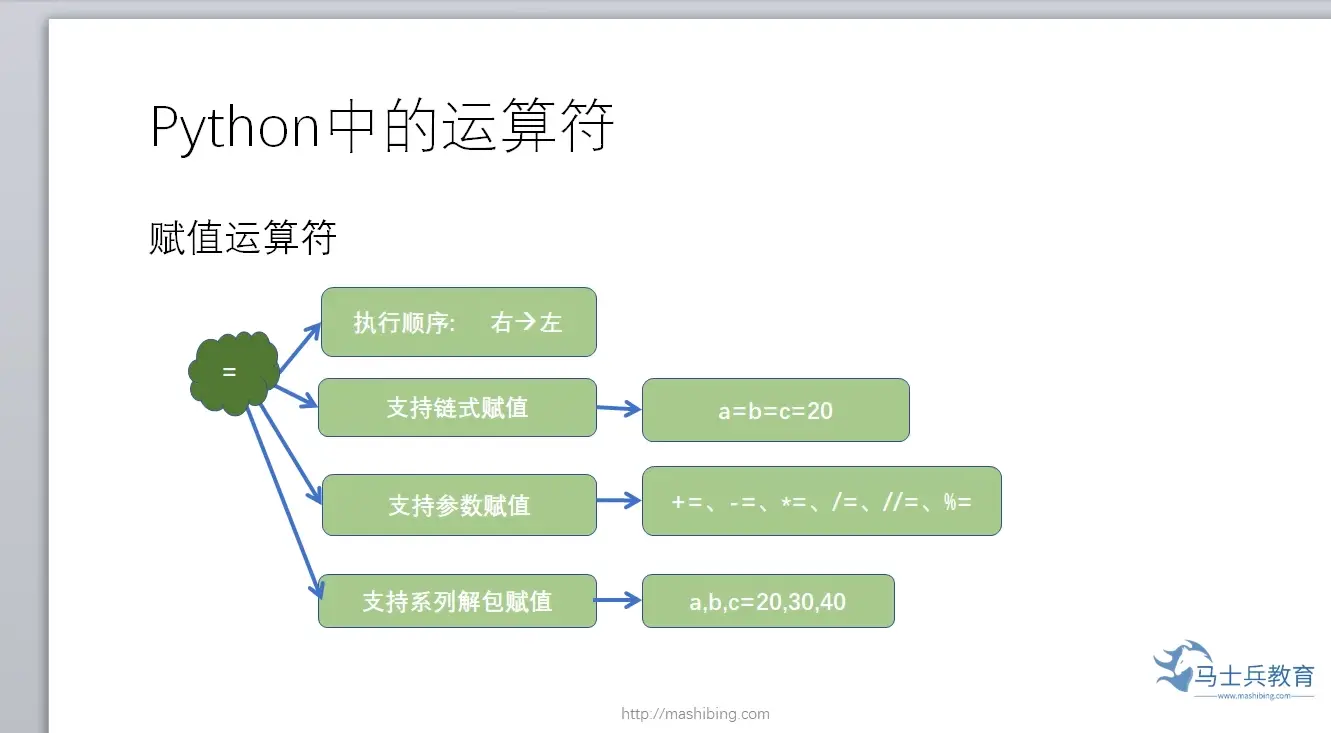 Python中的运算符
赋值运算符
=
执行顺序: 右→左
支持链式赋值
a=b=c=20
支持参数赋值
+=、-=、*=、/=、//=、%=
支持系列解包赋值
a,b,c=20,30,40
马士兵教育
www.mashibing.com
http://mashibing.com